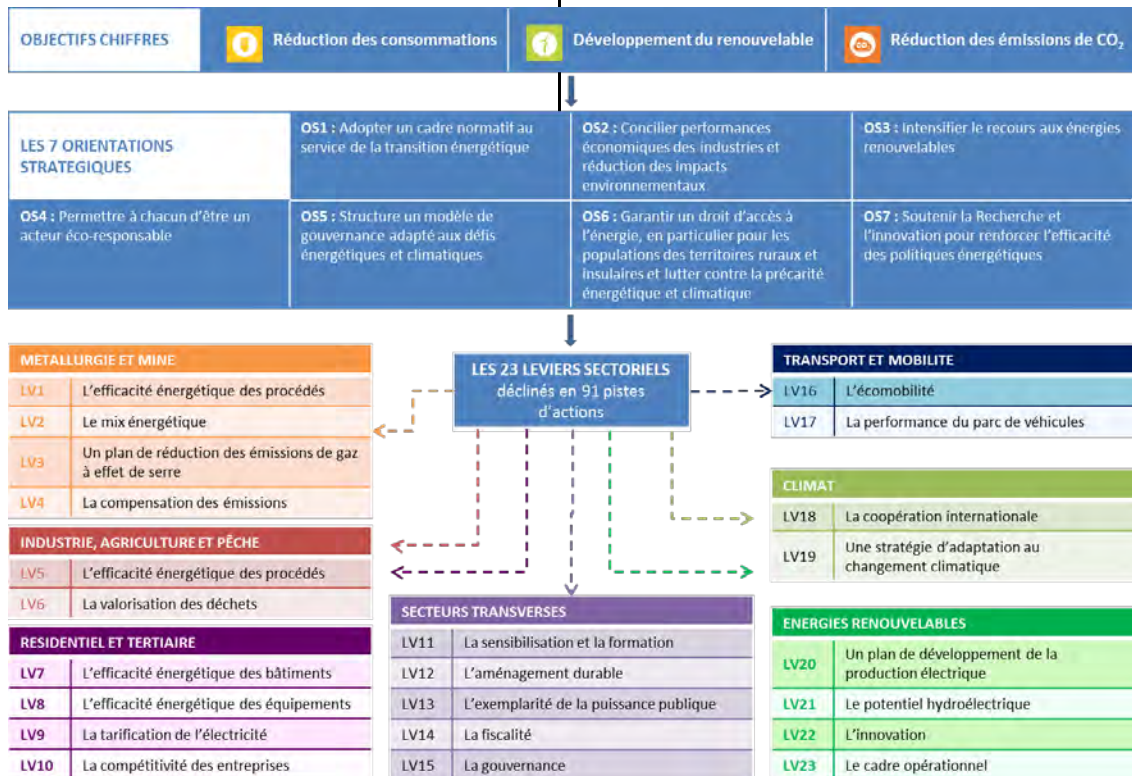 OBJECTIFS CHIFFRES
Réduction des consommations
Développement du renouvelable
CO₂
Réduction des émissions de CO₂
LES 7 ORIENTATIONS
STRATEGIQUES
OS1 : Adopter un cadre normatif au
service de la transition énergétique
OS2 : Concilier performances
économiques des industries et
réduction des impacts
environnementaux
OS3 : Intensifier le recours aux énergies
renouvelables
OS4 : Permettre à chacun d'être un
acteur éco-responsable
OS5 : Structure un modèle de
gouvernance adapté aux défis
énergétiques et climatiques
OS6 : Garantir un droit d'accès à
l'énergie, en particulier pour les
populations des territoires ruraux et
insulaires et lutter contre la précarité
énergétique et climatique
OS7 : Soutenir la Recherche et
l'innovation pour renforcer l'efficacité
des politiques énergétiques
LES 23 LEVIERS SECTORIELS
déclinés en 91 pistes
d'actions
METALLURGIE ET MINE
LV1 L'efficacité énergétique des procédés
LV2 Le mix énergétique
LV3 Un plan de réduction des émissions de gaz
à effet de serre
LV4 La compensation des émissions
INDUSTRIE, AGRICULTURE ET PÊCHE
LV5 L'efficacité énergétique des procédés
LV6 La valorisation des déchets
RESIDENTIEL ET TERTIAIRE
LV7 L'efficacité énergétique des bâtiments
LV8 L'efficacité énergétique des équipements
LV9 La tarification de l'électricité
LV10 La compétitivité des entreprises
SECTEURS TRANSVERSES
LV11 La sensibilisation et la formation
LV12 L'aménagement durable
LV13 L'exemplarité de la puissance publique
LV14 La fiscalité
LV15 La gouvernance
TRANSPORT ET MOBILITE
LV16 L'écomobilité
LV17 La performance du parc de véhicules
CLIMAT
LV18 La coopération internationale
LV19 Une stratégie d'adaptation au
changement climatique
ENERGIES RENOUVELABLES
LV20 Un plan de développement de la
production électrique
LV21 Le potentiel hydroélectrique
LV22 L'innovation
LV23 Le cadre opérationnel